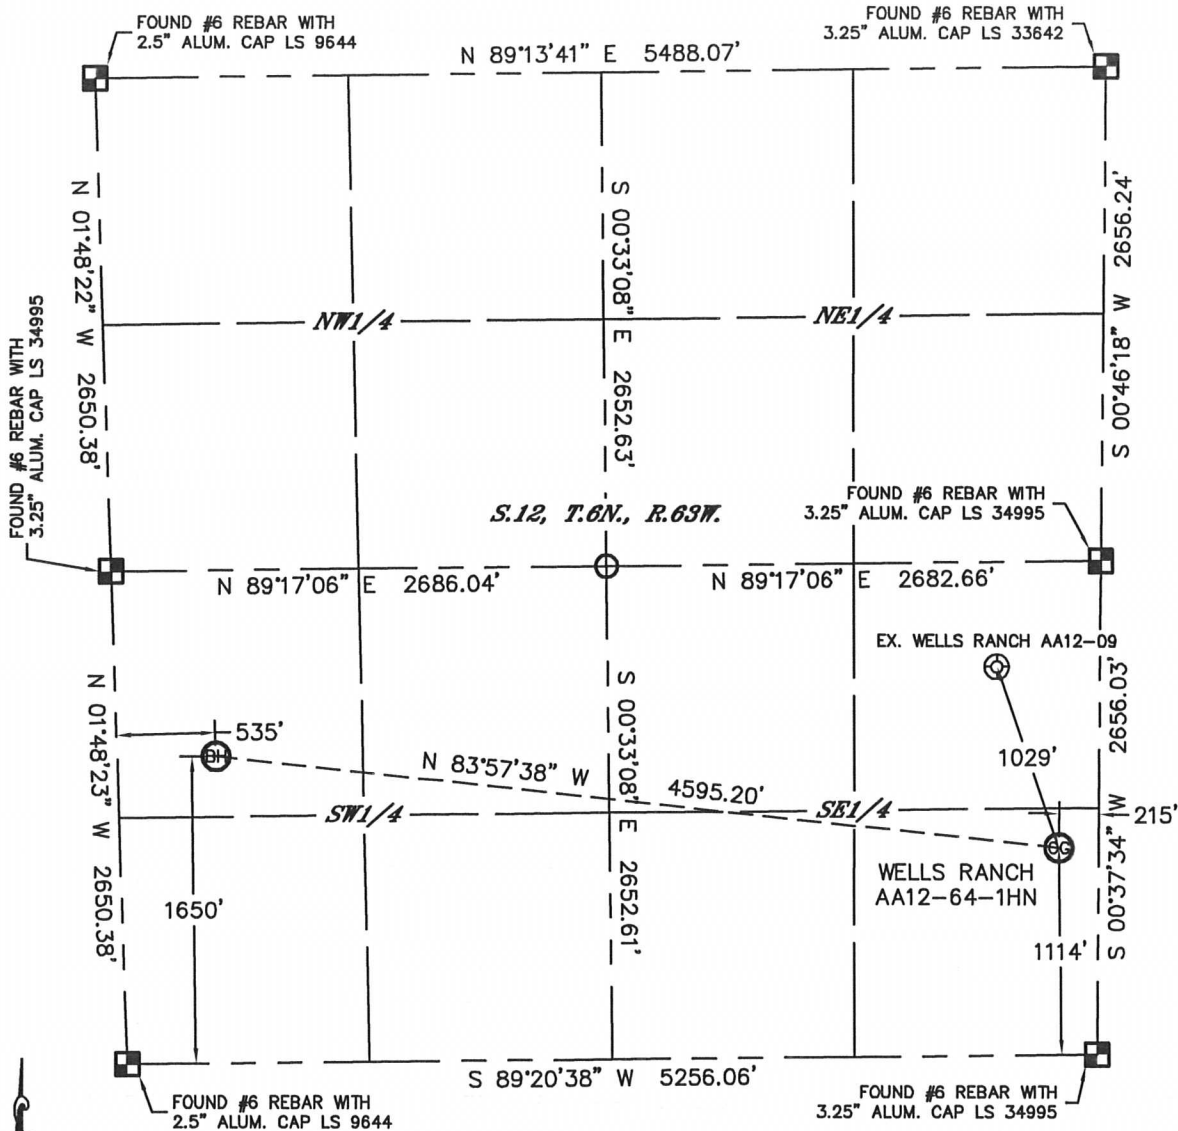 FOUND #6 REBAR WITH
2.5" ALUM. CAP LS 9644
FOUND #6 REBAR WITH
3.25" ALUM. CAP LS 33642
N 89°13'41" E 5488.07'
N 01°48'22" W 2650.38'
S 00°33'08" E 2652.63'
S 00°46'18" W 2656.24'
NW1/4
NE1/4
FOUND #6 REBAR WITH
3.25" ALUM. CAP LS 34995
S.12, T.6N., R.63W.
FOUND #6 REBAR WITH
3.25" ALUM. CAP LS 34995
N 89°17'06" E 2686.04'
N 89°17'06" E 2682.66'
EX. WELLS RANCH AA12-09
N 01°48'23" W 2650.38'
535'
BH
N 83°57'38" W 4595.20'
S 00°33'08" E 2652.61'
1029'
S 00°37'34" W 2656.03'
SW1/4
SE1/4
215'
WELLS RANCH
AA12-64-1HN
1650'
1114'
S 89°20'38" W 5256.06'
FOUND #6 REBAR WITH
2.5" ALUM. CAP LS 9644
FOUND #6 REBAR WITH
3.25" ALUM. CAP LS 34995